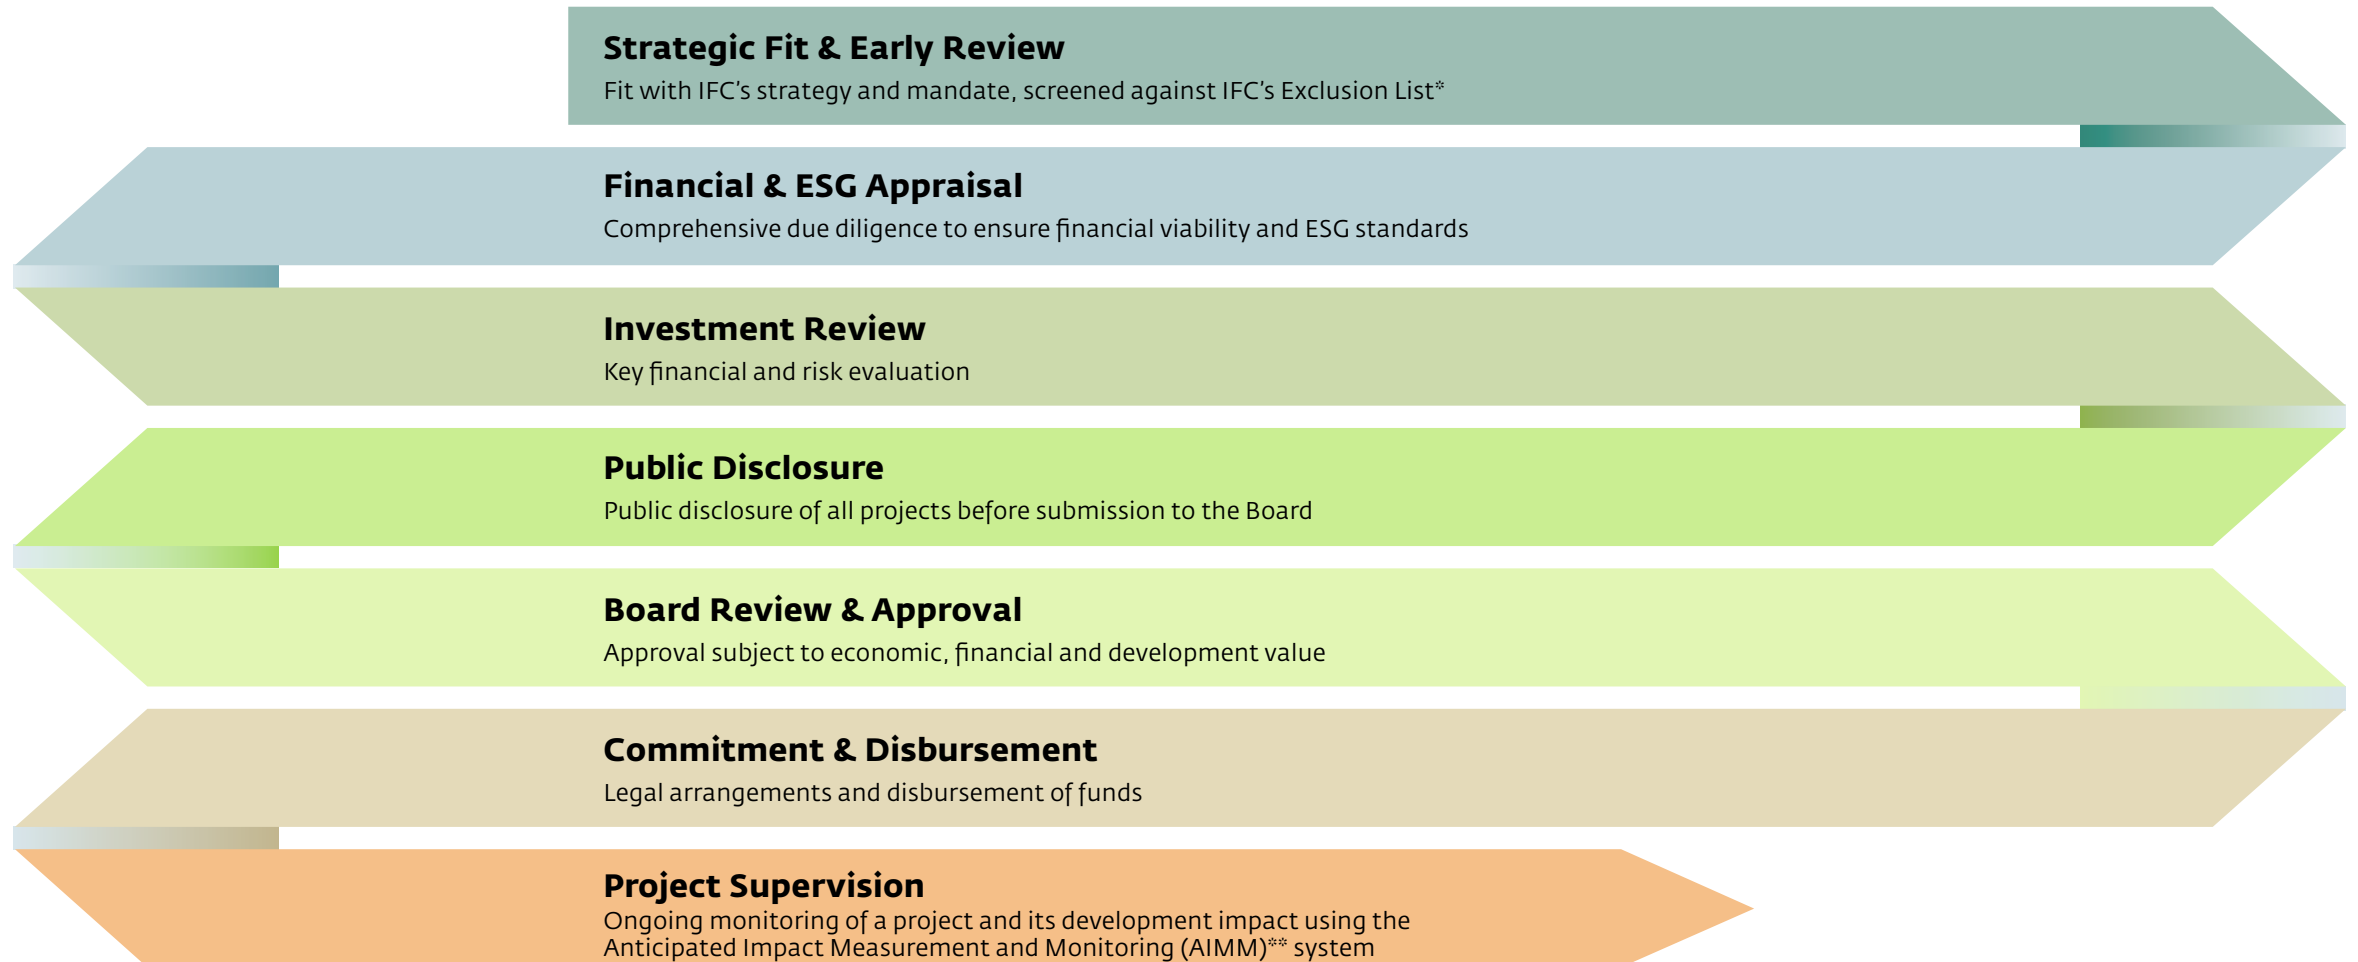 Strategic Fit & Early Review
Fit with IFC’s strategy and mandate, screened against IFC’s Exclusion List*
Financial & ESG Appraisal
Comprehensive due diligence to ensure financial viability and ESG standards
Investment Review
Key financial and risk evaluation
Public Disclosure
Public disclosure of all projects before submission to the Board
Board Review & Approval
Approval subject to economic, financial and development value
Commitment & Disbursement
Legal arrangements and disbursement of funds
Project Supervision
Ongoing monitoring of a project and its development impact using the
Anticipated Impact Measurement and Monitoring (AIMM)** system